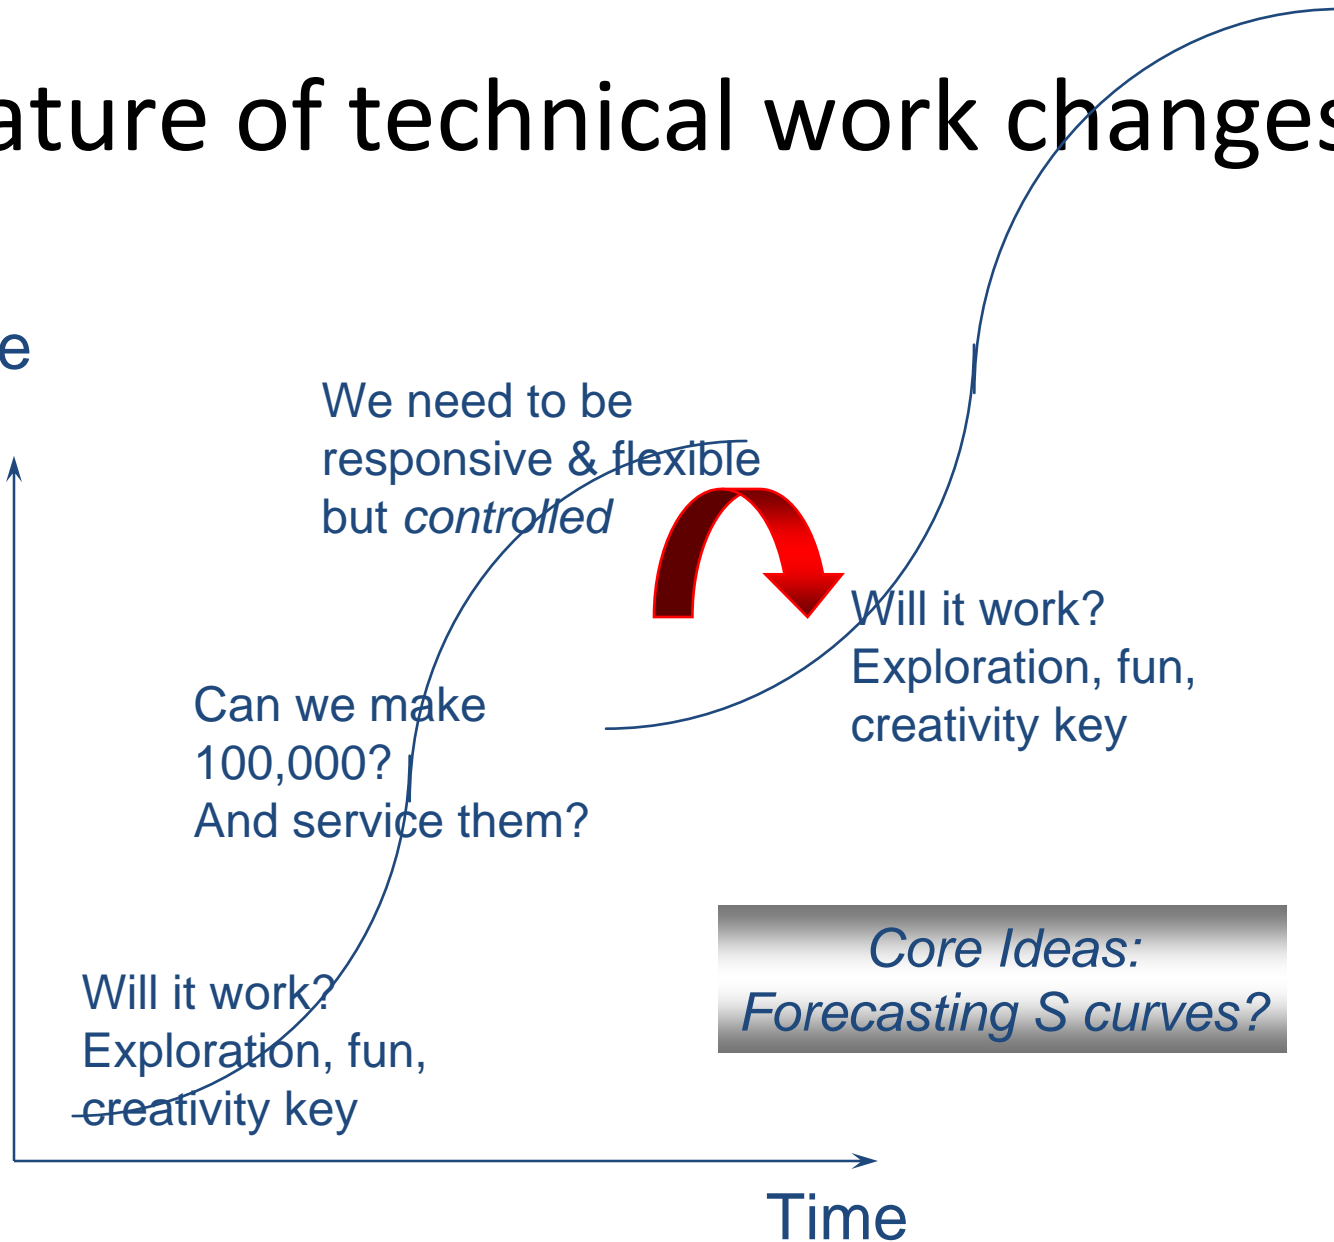 ature of technical work changes
e
We need to be
responsive & flexible
but controlled
Will it work?
Exploration, fun,
creativity key
Can we make
100,000?
And service them?
Core Ideas:
Forecasting S curves?
Will it work?
Exploration, fun,
creativity key
Time